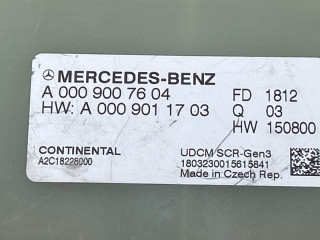 MERCEDES-BENZ
A 000 900 76 04 FD 1812
HW: A 000 901 17 03 Q 03
HW 150800
CONTINENTAL UDCM SCR-Gen3
A2C18228000 1803230015615841
Made in Czech Rep.